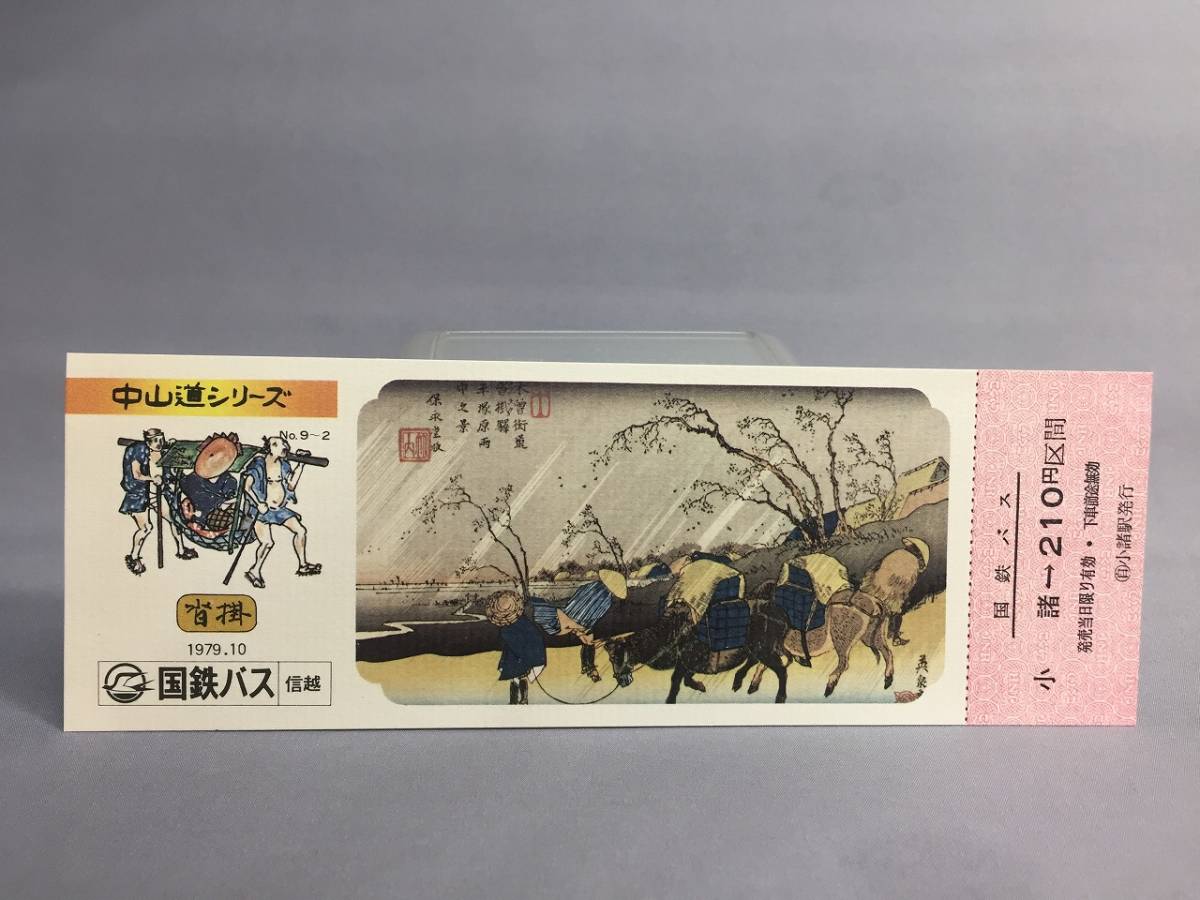 中山道シリーズ
No.9~2
沓掛
1979.10
国鉄バス 信越
木曽街道
沓掛驛
平塚原雨
中之景
保永堂版
英泉画
国鉄バス
小諸→210円区間
発売当日限り有効・下車前途無効
小諸駅発行